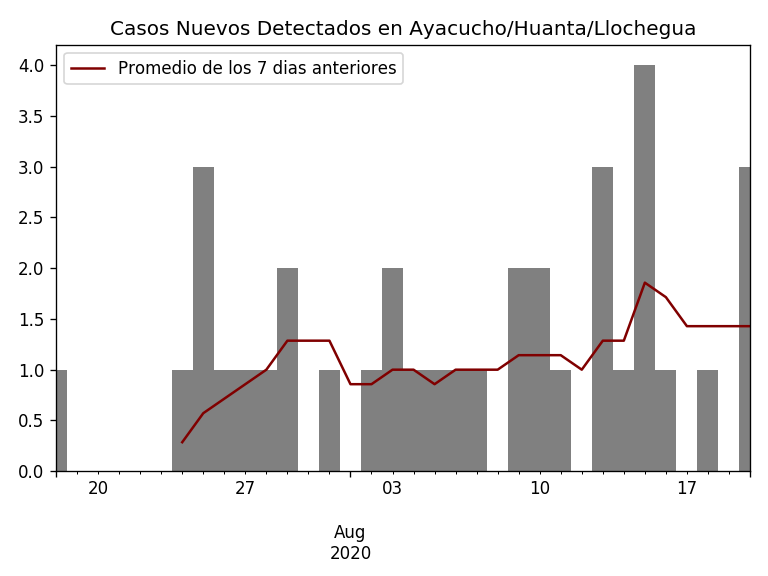 Casos Nuevos Detectados en Ayacucho/Huanta/Llochegua
Promedio de los 7 dias anteriores
4.0
3.5
3.0
2.5
2.0
1.5
1.0
0.5
0.0
20 27 03 10 17
Aug
2020